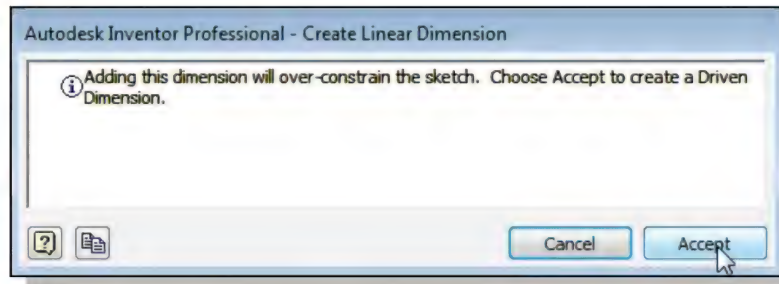 Autodesk Inventor Professional - Create Linear Dimension
Adding this dimension will over-constrain the sketch. Choose Accept to create a Driven
Dimension.
Cancel Accept